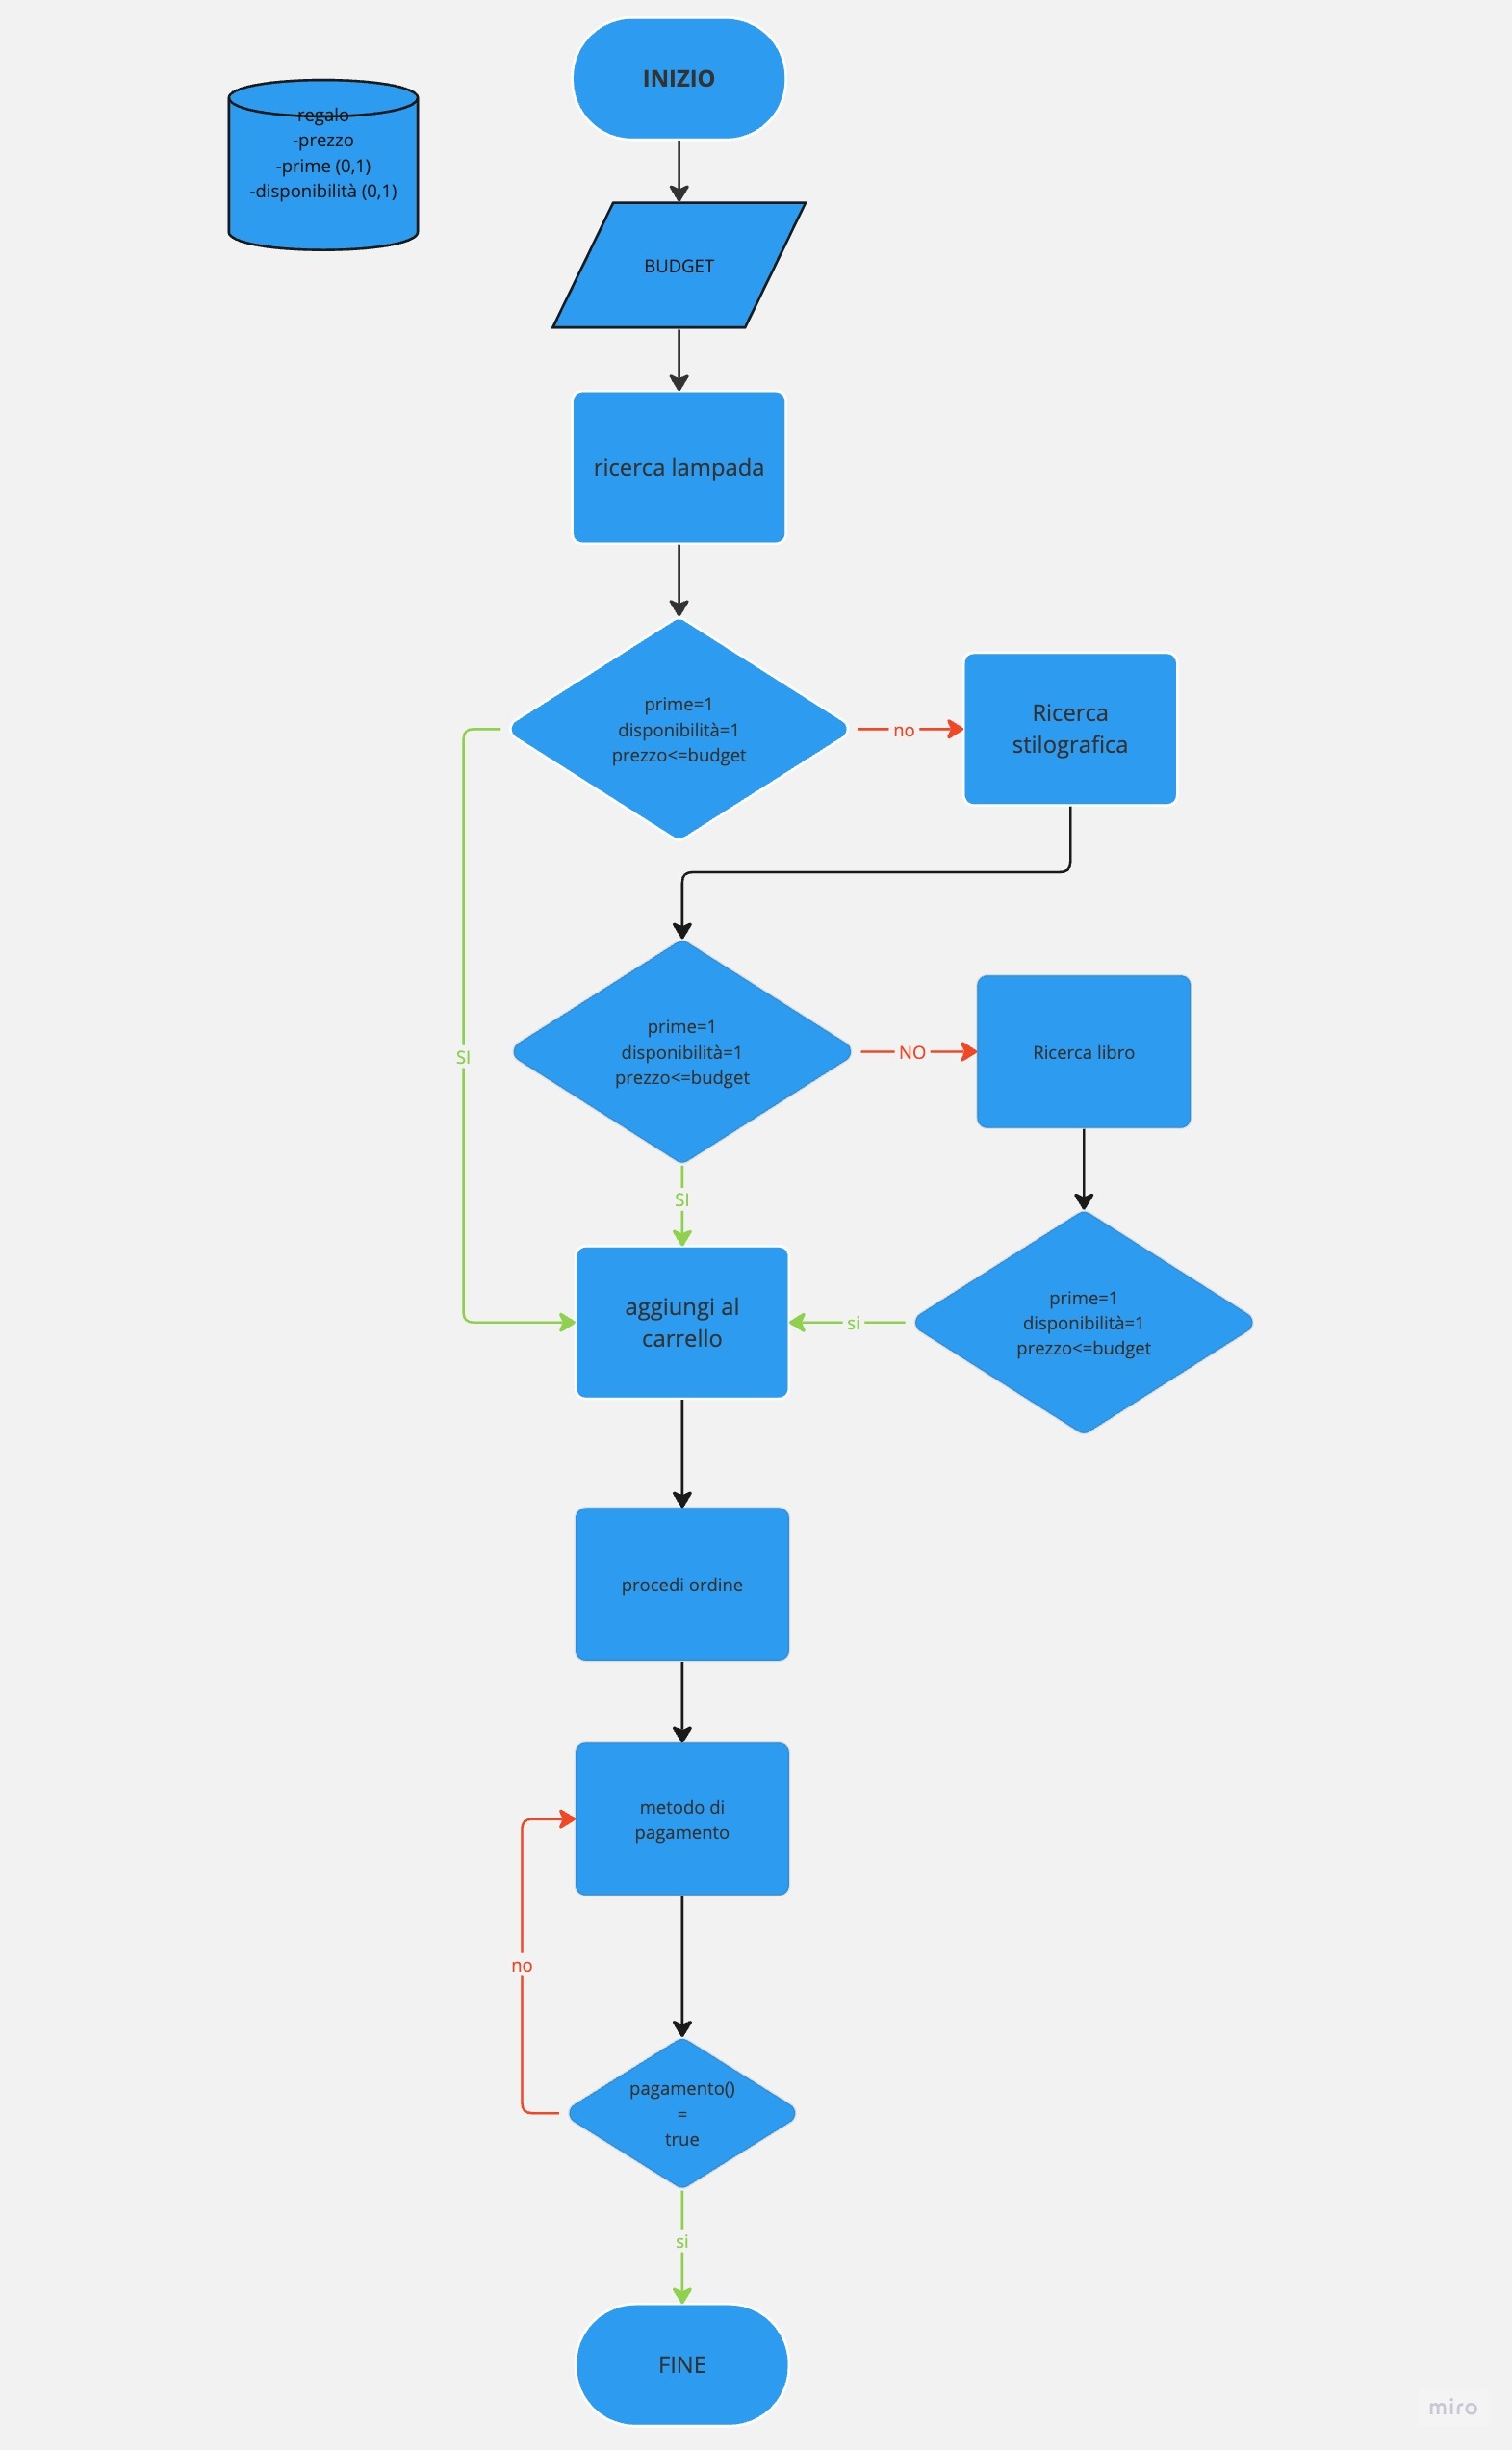 INIZIO
regalo
-prezzo
-prime (0,1)
-disponibilità (0,1)
BUDGET
ricerca lampada
prime=1
disponibilità=1
prezzo<=budget
no
Ricerca
stilografica
SI
prime=1
disponibilità=1
prezzo<=budget
NO
Ricerca libro
SI
aggiungi al
carrello
si
prime=1
disponibilità=1
prezzo<=budget
procedi ordine
metodo di
pagamento
no
pagamento()
=
true
si
FINE
miro